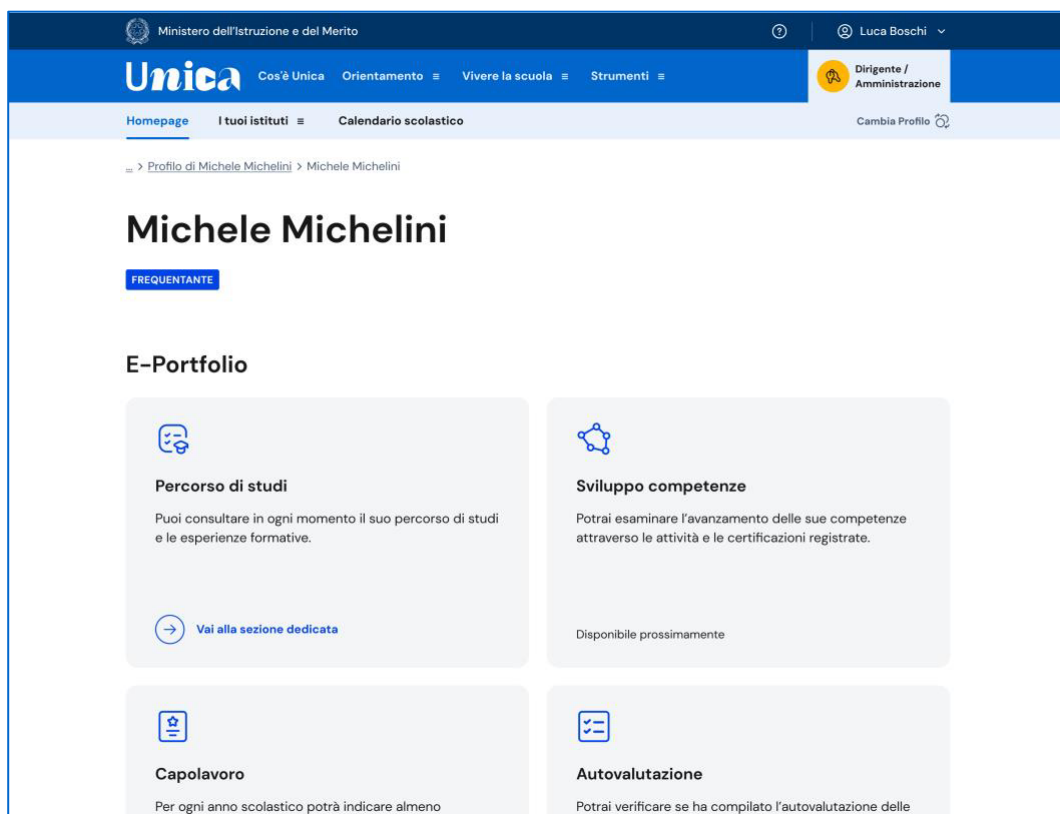 Ministero dell'Istruzione e del Merito
Luca Boschi
Unica
Cos'è Unica Orientamento Vivere la scuola Strumenti
Dirigente /
Amministrazione
Homepage I tuoi istituti Calendario scolastico
Cambia Profilo
... > Profilo di Michele Michelini > Michele Michelini
Michele Michelini
FREQUENTANTE
E-Portfolio
Percorso di studi
Puoi consultare in ogni momento il suo percorso di studi
e le esperienze formative.
Vai alla sezione dedicata
Sviluppo competenze
Potrai esaminare l'avanzamento delle sue competenze
attraverso le attività e le certificazioni registrate.
Disponibile prossimamente
Capolavoro
Per ogni anno scolastico potrà indicare almeno
Autovalutazione
Potrai verificare se ha compilato l'autovalutazione delle